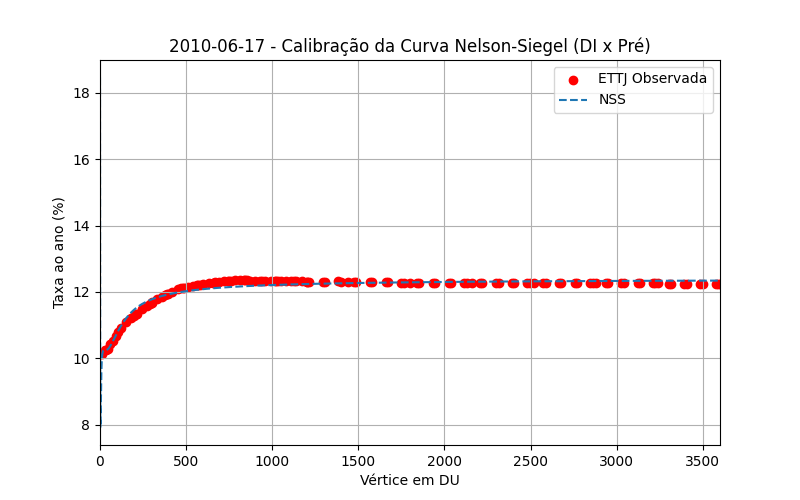 2010-06-17 - Calibração da Curva Nelson-Siegel (DI x Pré)
ETTJ Observada
NSS
Taxa ao ano (%)
18
16
14
12
10
8
0 500 1000 1500 2000 2500 3000 3500
Vértice em DU